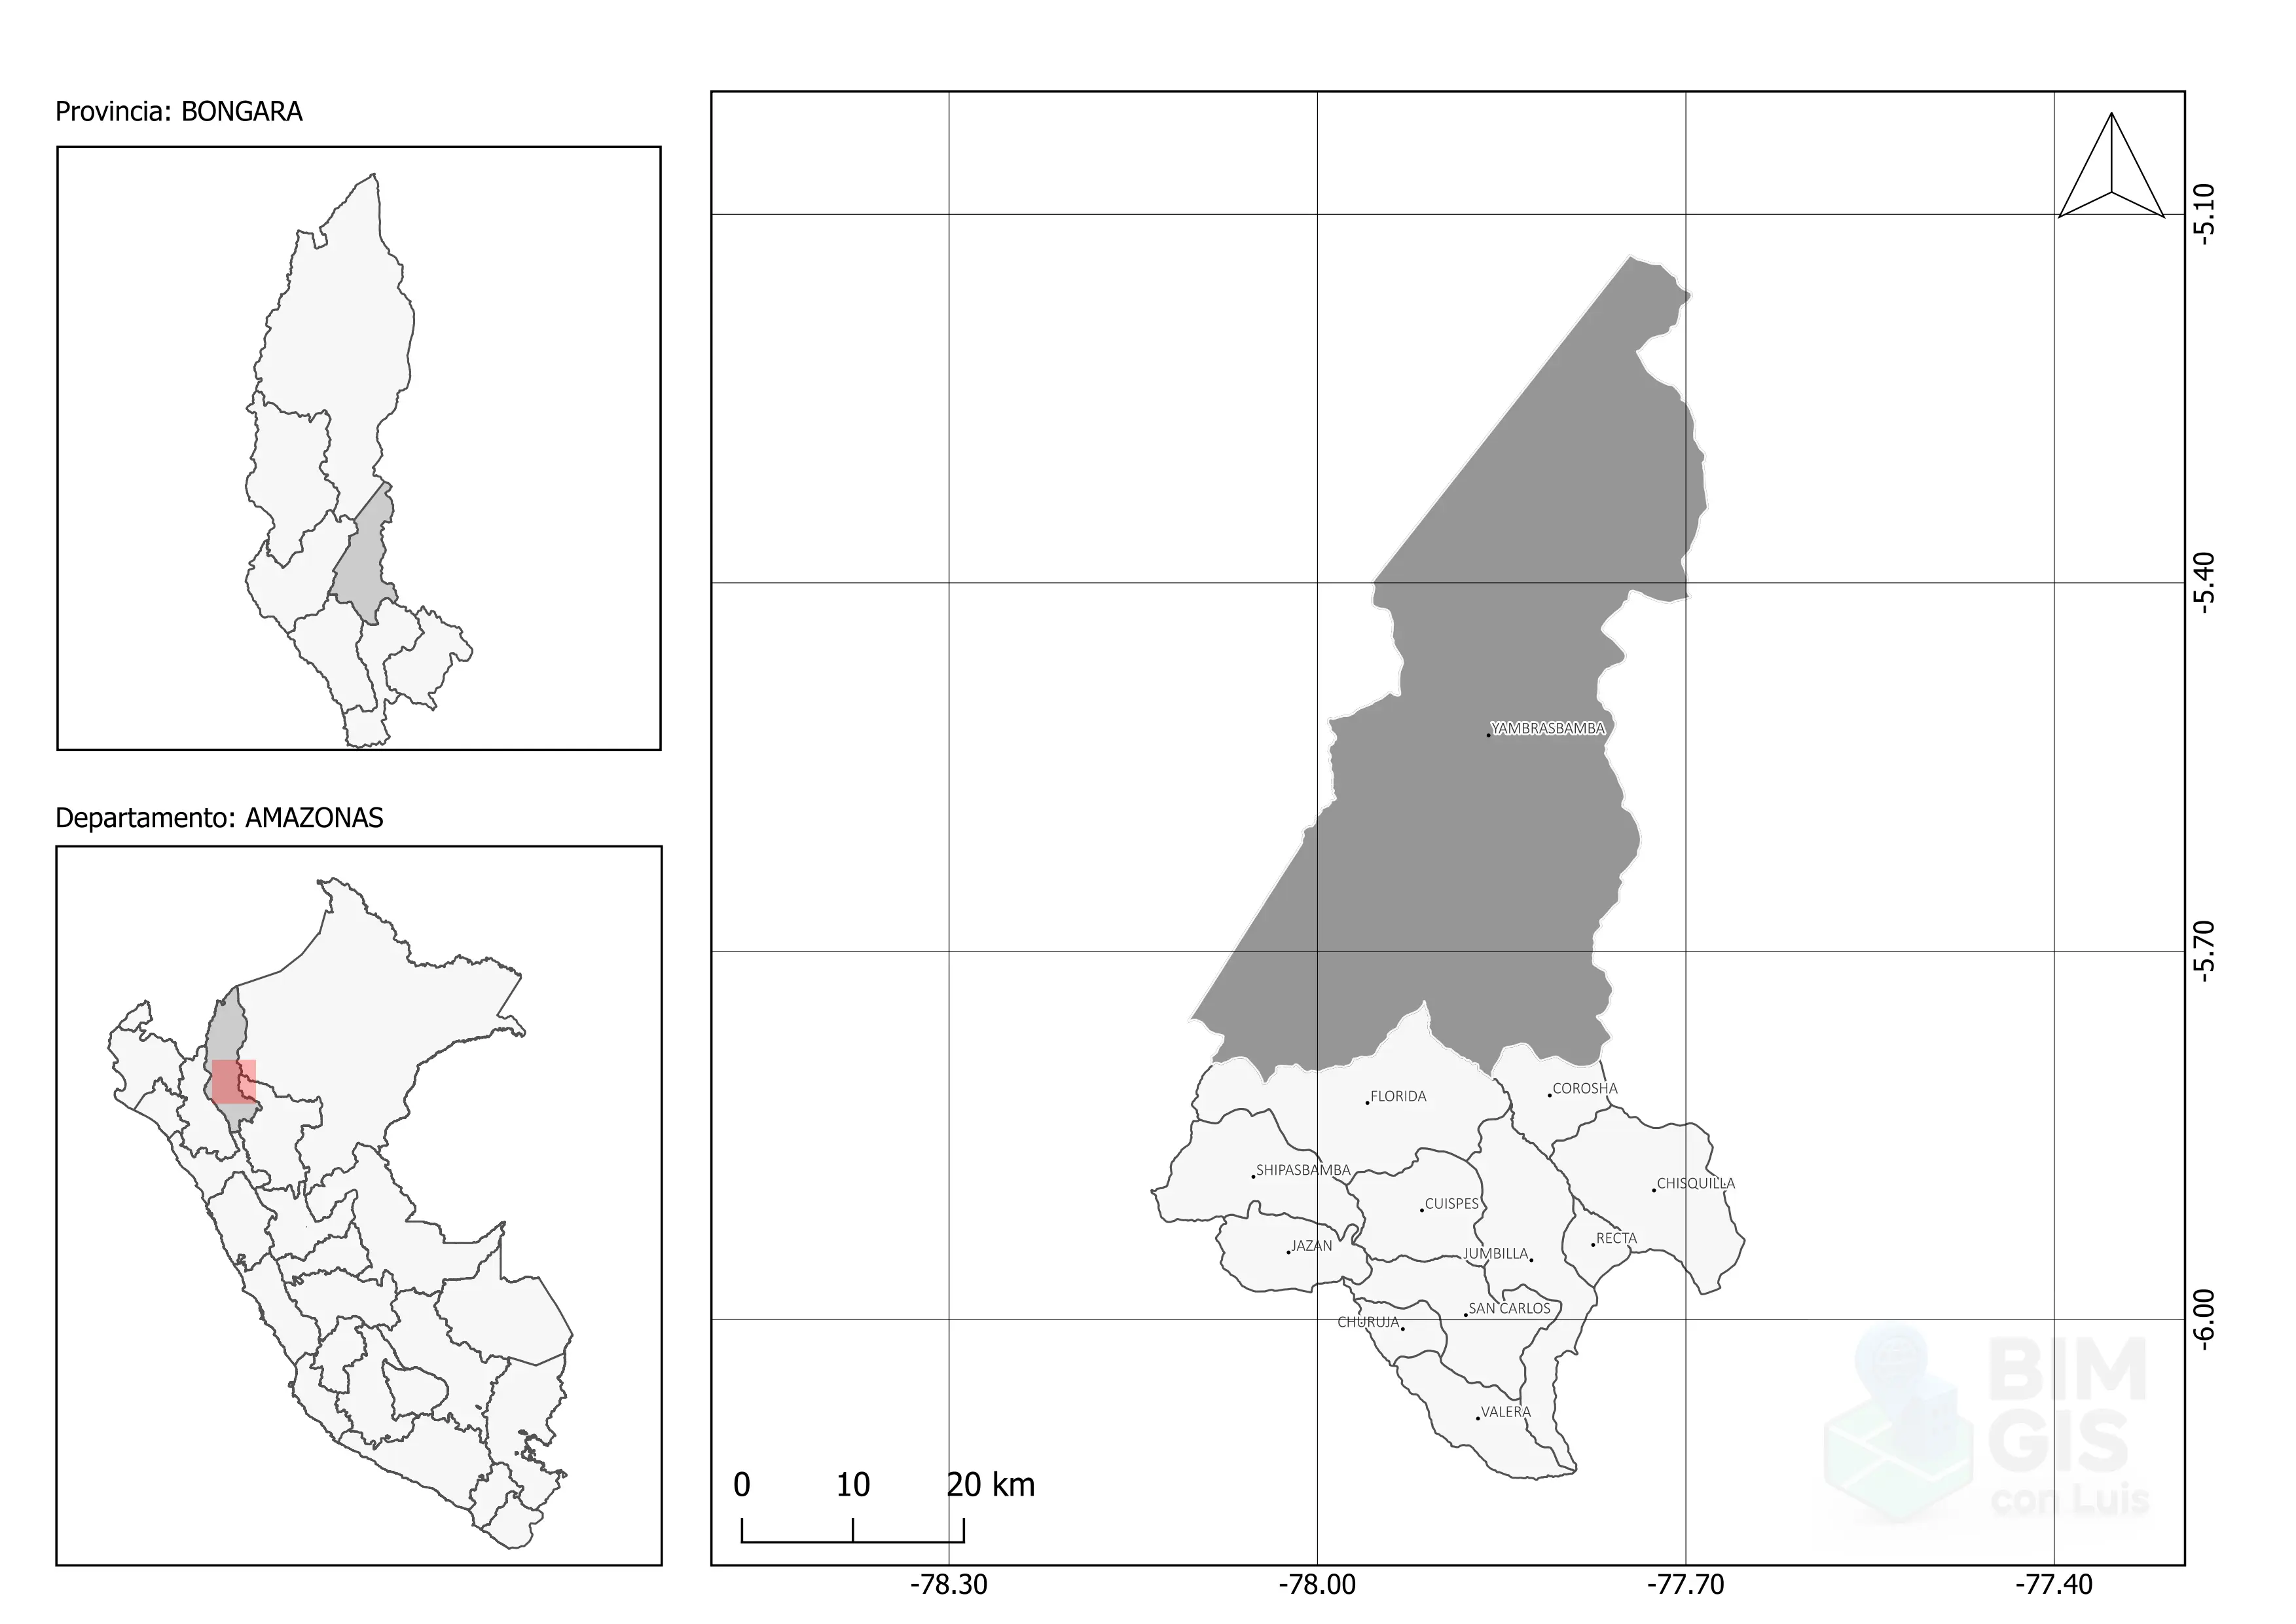 Provincia: BONGARA
Departamento: AMAZONAS
-5.10
-5.40
YAMBRASBAMBA
-5.70
FLORIDA
COROSHA
SHIPASBAMBA
CHISQUILLA
CUISPES
JAZAN
RECTA
JUMBILLA
SAN CARLOS
CHURUJA
-6.00
VALERA
BIM
GIS
con Luis
0 10 20 km
-78.30 -78.00 -77.70 -77.40